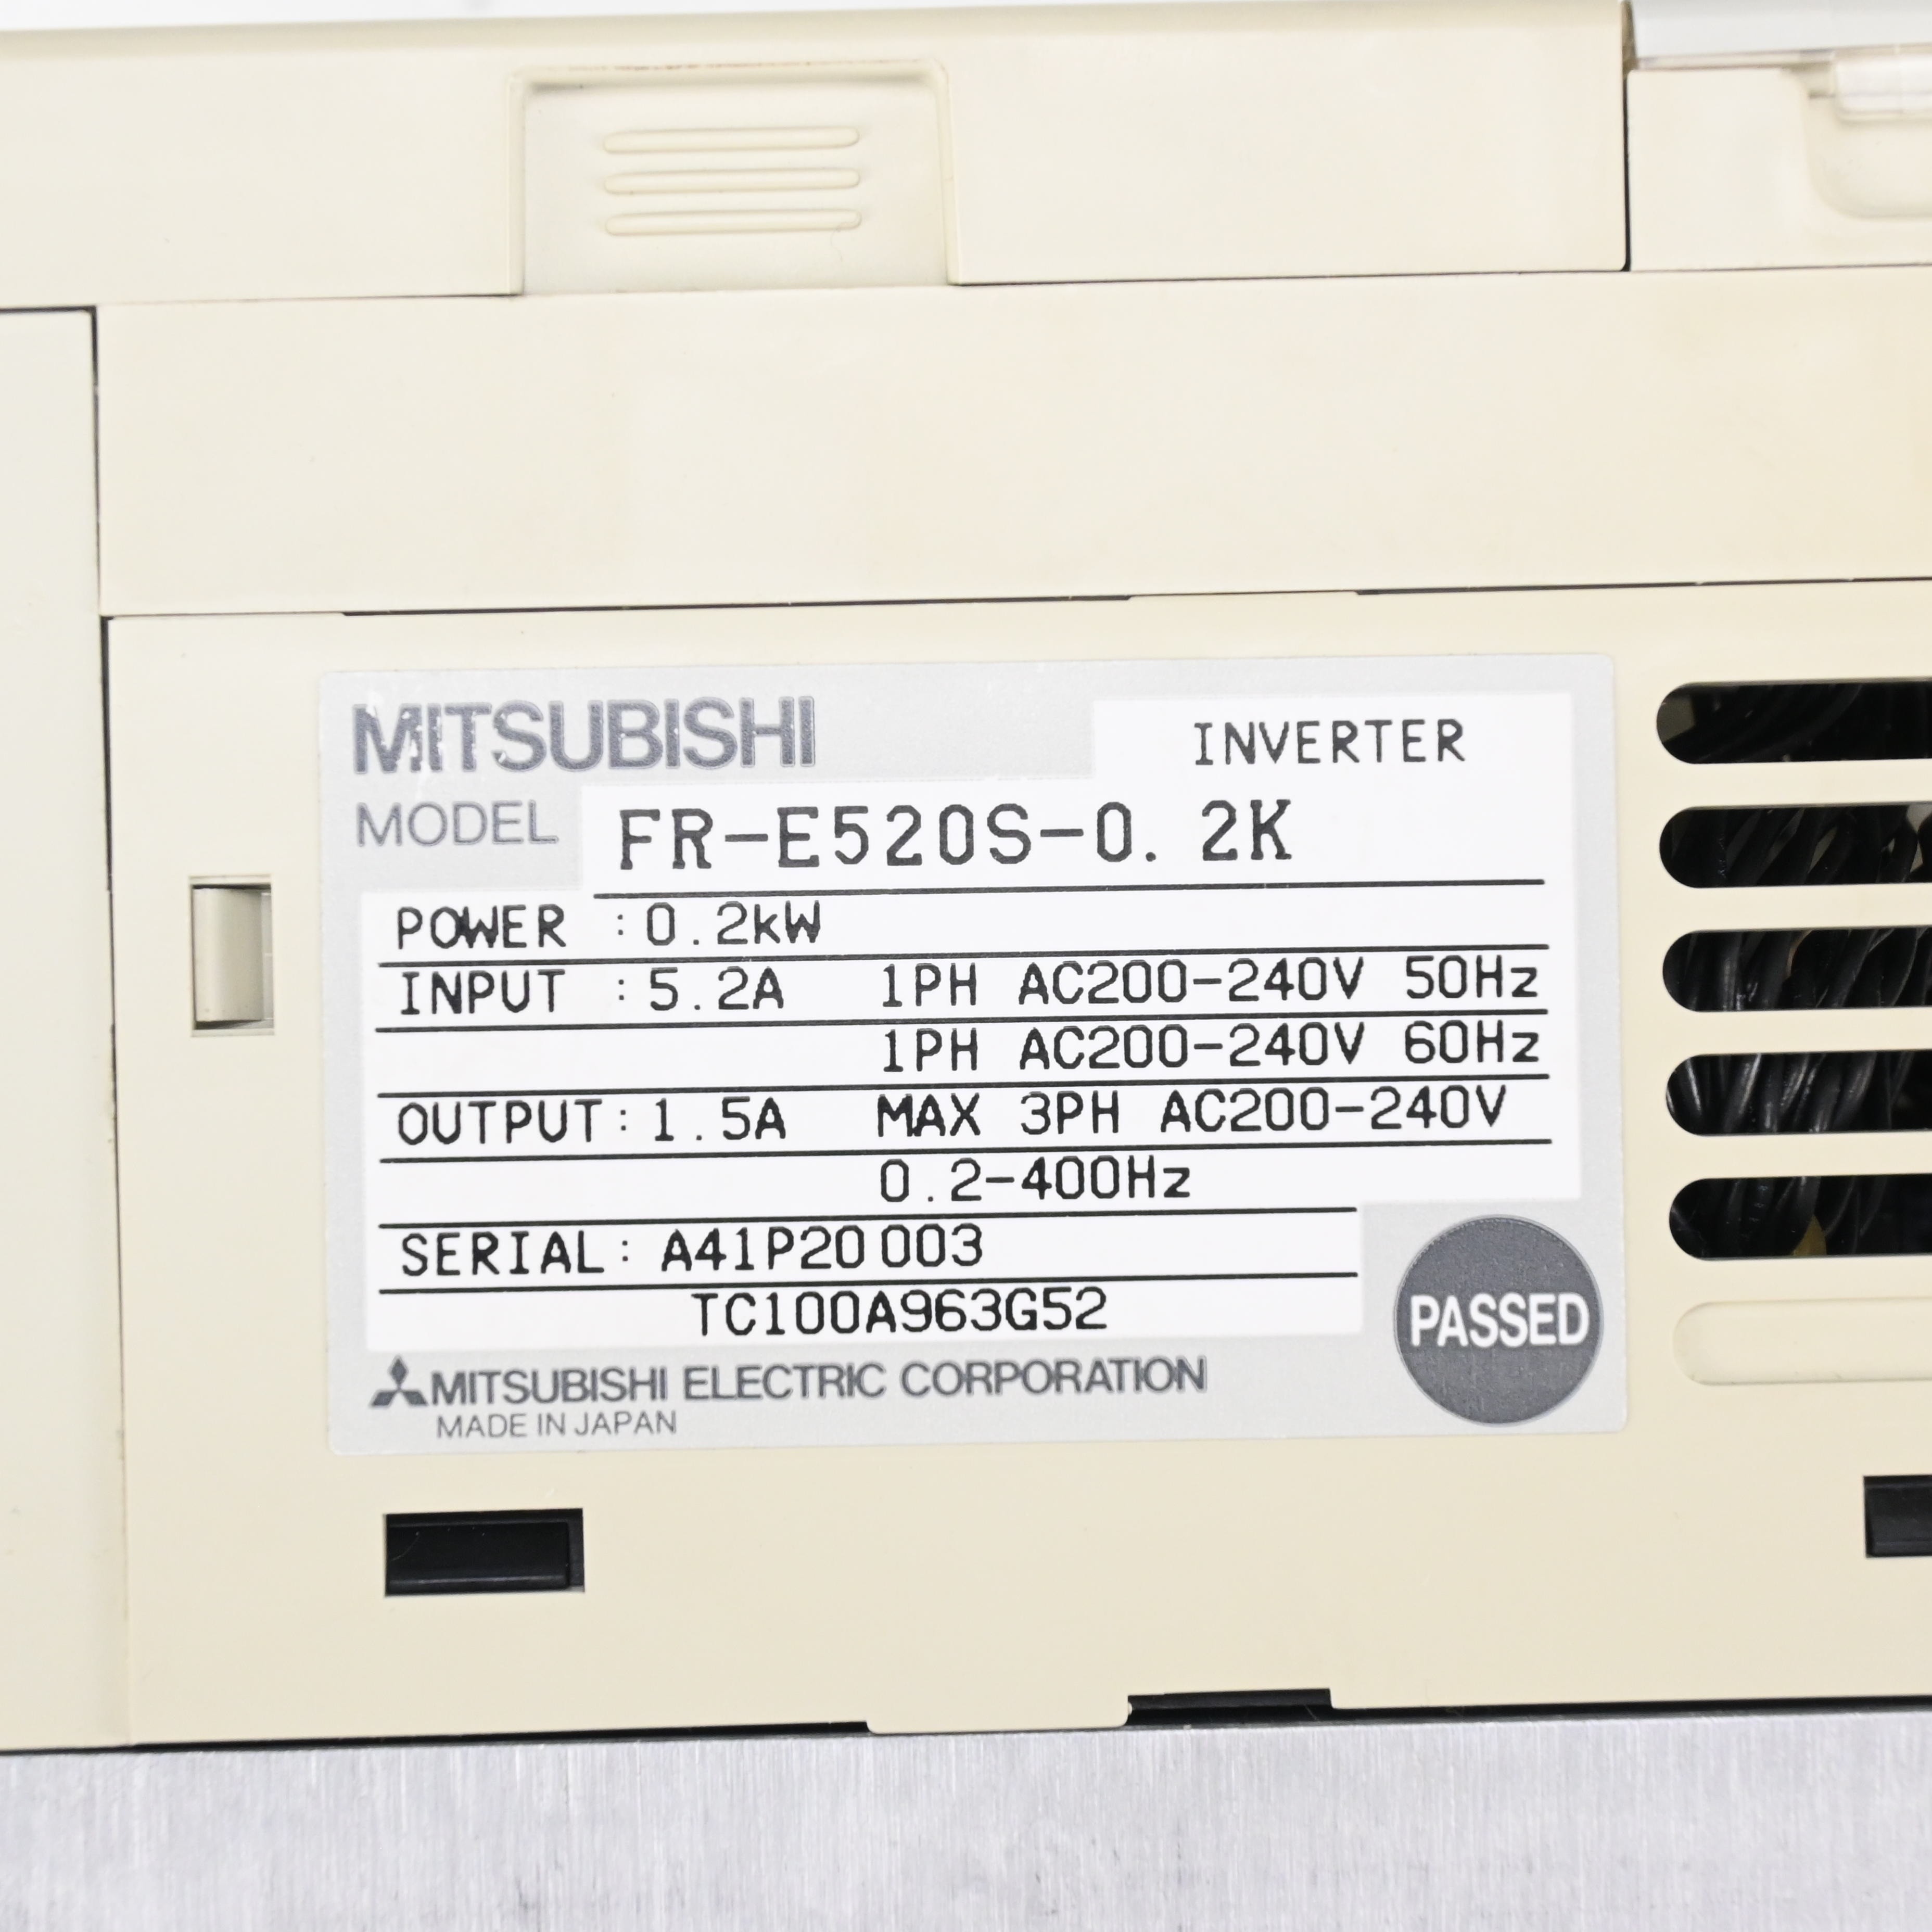 MITSUBISHI INVERTER
MODEL FR-E520S-0.2K
POWER :0.2kW
INPUT :5.2A 1PH AC200-240V 50Hz
1PH AC200-240V 60Hz
OUTPUT:1.5A MAX 3PH AC200-240V
0.2-400Hz
SERIAL: A41P20003
TC100A963G52
PASSED
MITSUBISHI ELECTRIC CORPORATION
MADE IN JAPAN